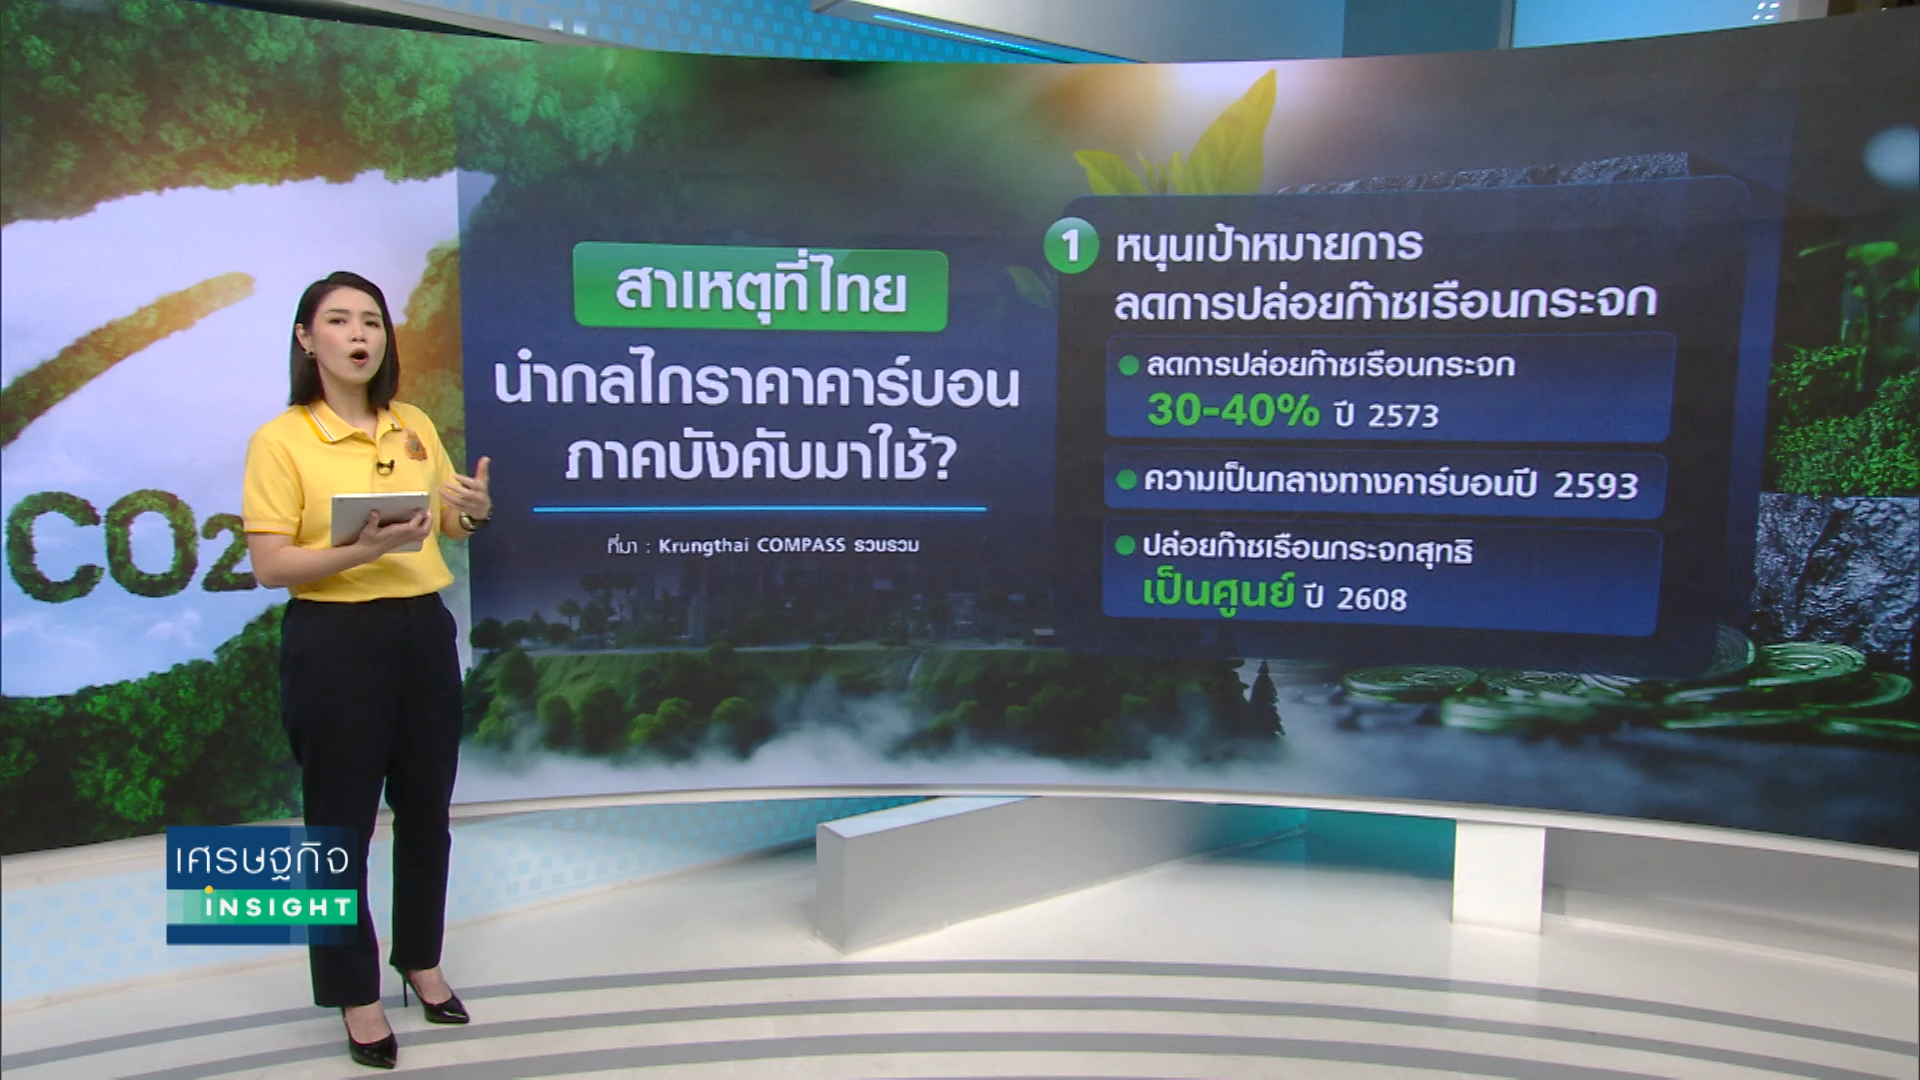 CO2
สาเหตุที่ไทย
นำกลไกราคาคาร์บอน
ภาคบังคับมาใช้?
ที่มา : Krungthai COMPASS รวบรวม
1 หนุนเป้าหมายการ
ลดการปล่อยก๊าซเรือนกระจก
ลดการปล่อยก๊าซเรือนกระจก
30-40% ปี 2573
ความเป็นกลางทางคาร์บอนปี 2593
ปล่อยก๊าซเรือนกระจกสุทธิ
เป็นศูนย์ ปี 2608
เศรษฐกิจ
iNSIGHT